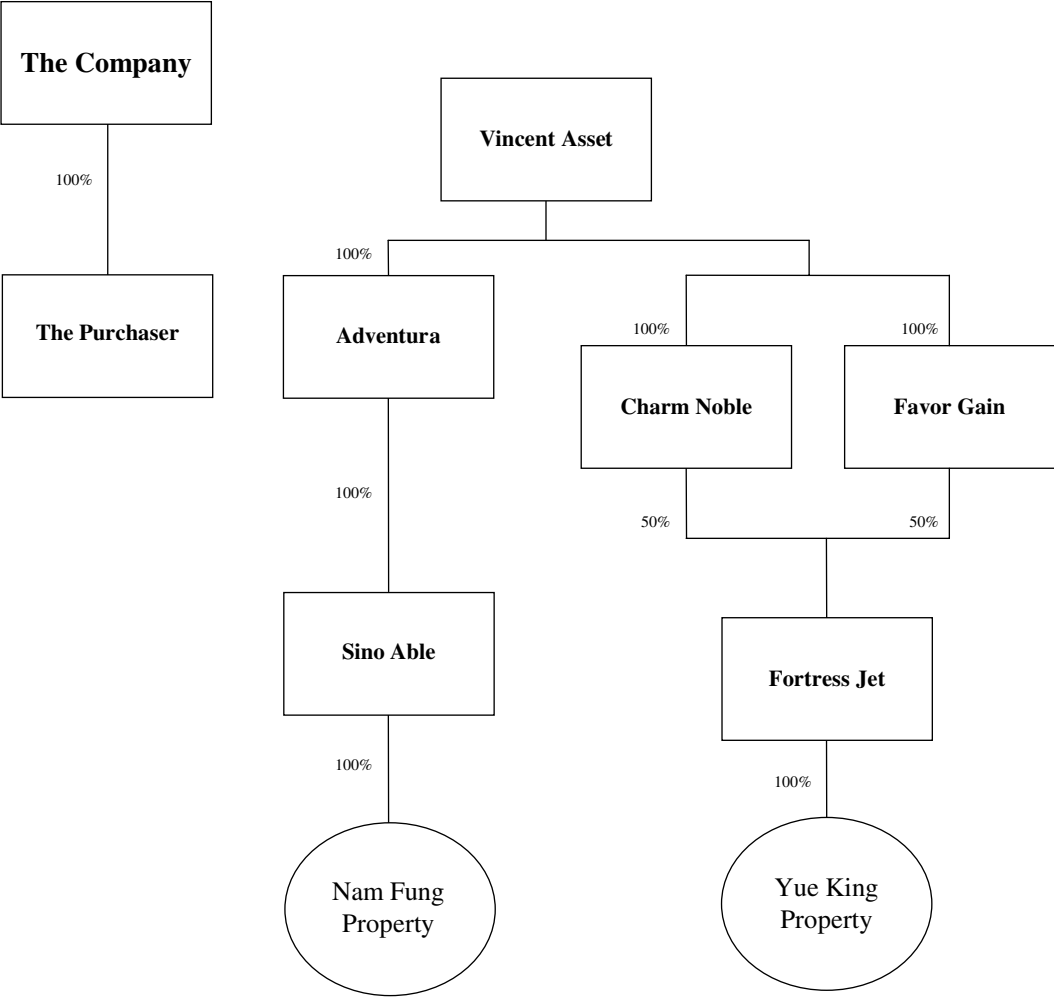 The Company
Vincent Asset
100%
100%
The Purchaser
Adventura
100%
100%
Charm Noble
Favor Gain
100%
50%
50%
Sino Able
Fortress Jet
100%
100%
Nam Fung
Property
Yue King
Property